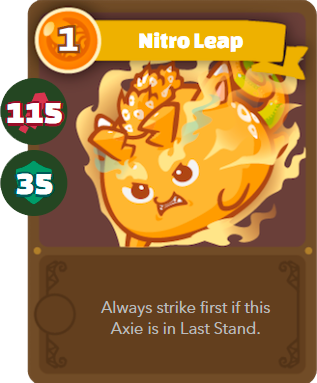 1
Nitro Leap
115
35
Always strike first if this
Axie is in Last Stand.